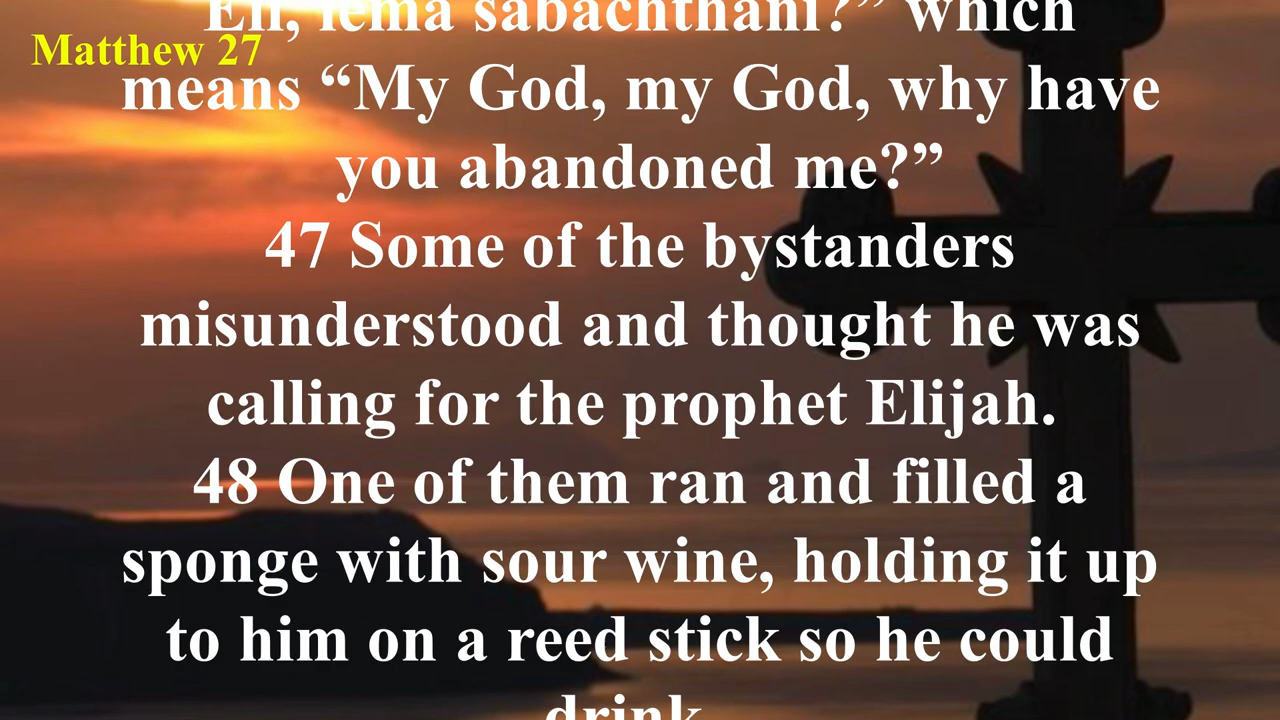 Matthew 27
Eli, lema sabachthani?” which
means “My God, my God, why have
you abandoned me?”
47 Some of the bystanders
misunderstood and thought he was
calling for the prophet Elijah.
48 One of them ran and filled a
sponge with sour wine, holding it up
to him on a reed stick so he could
drink.